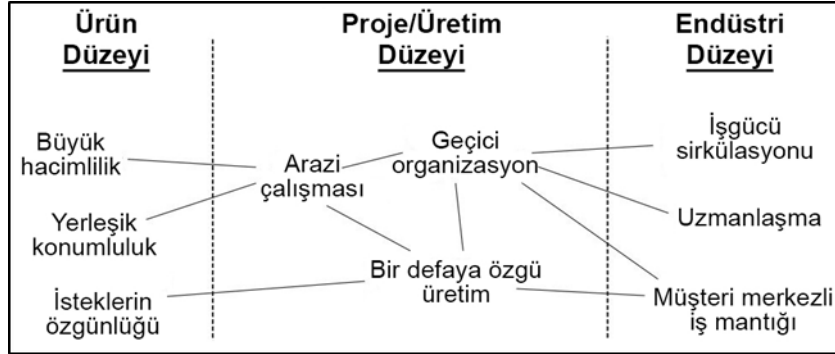 Ürün
Düzeyi
Proje/Üretim
Düzeyi
Endüstri
Düzeyi
Büyük
hacimlilik
Yerleşik
konumluluk
İsteklerin
özgünlüğü
Arazi
çalışması
Geçici
organizasyon
Bir defaya özgü
üretim
İşgücü
sirkülasyonu
Uzmanlaşma
Müşteri merkezli
iş mantığı